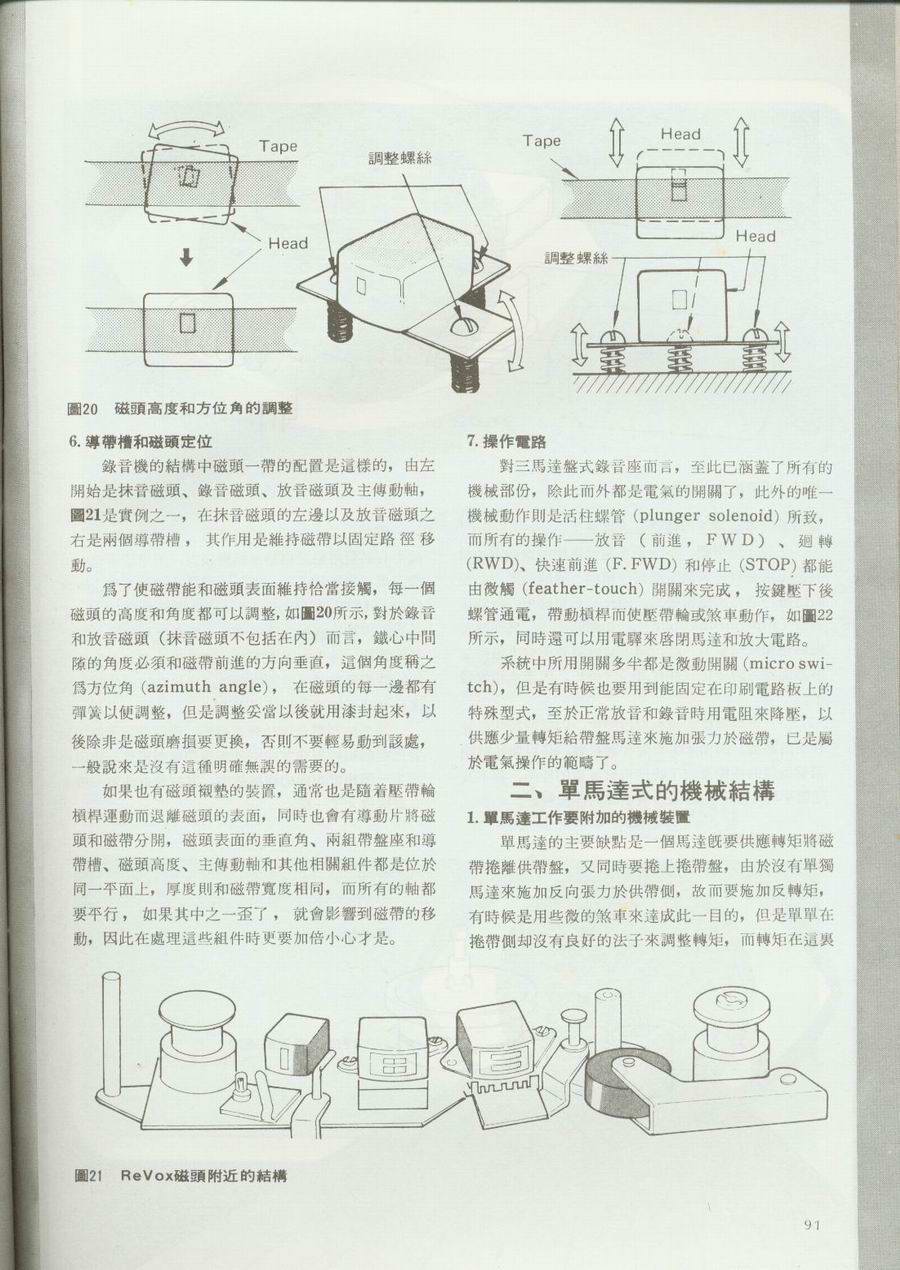 Tape
調整螺絲
Head
Tape
Head
調整螺絲
Head
圖20 磁頭高度和方位角的調整
6. 導帶槽和磁頭定位
錄音機的結構中磁頭一帶的配置是這樣的，由左
開始是抹音磁頭、錄音磁頭、放音磁頭及主傳動軸，
圖21是實例之一，在抹音磁頭的左邊以及放音磁頭之
右是兩個導帶槽，其作用是維持磁帶以固定路徑移
動。
爲了使磁帶能和磁頭表面維持恰當接觸，每一個
磁頭的高度和角度都可以調整，如圖20所示，對於錄音
和放音磁頭（抹音磁頭不包括在內）而言，鐵心中間
隙的角度必須和磁帶前進的方向垂直，這個角度稱之
爲方位角 (azimuth angle)，在磁頭的每一邊都有
彈簧以便調整，但是調整妥當以後就用漆封起來，以
後除非是磁頭磨損要更換，否則不要輕易動到該處，
一般說來是沒有這種明確無誤的需要的。
如果也有磁頭襯墊的裝置，通常也是隨着壓帶輪
槓桿運動而退離磁頭的表面，同時也會有導動片將磁
頭和磁帶分開，磁頭表面的垂直角、兩組帶盤座和導
帶槽、磁頭高度、主傳動軸和其他相關組件都是位於
同一平面上，厚度則和磁帶寬度相同，而所有的軸都
要平行，如果其中之一歪了，就會影響到磁帶的移
動，因此在處理這些組件時更要加倍小心才是。
7. 操作電路
對三馬達盤式錄音座而言，至此已涵蓋了所有的
機械部份，除此而外都是電氣的開關了，此外的唯一
機械動作則是活柱螺管 (plunger solenoid) 所致，
而所有的操作——放音（前進，FWD）、迴轉
(RWD)、快速前進 (F. FWD) 和停止 (STOP) 都能
由微觸 (feather-touch) 開關來完成，按鍵壓下後
螺管通電，帶動槓桿而使壓帶輪或煞車動作，如圖22
所示，同時還可以用電驛來啓閉馬達和放大電路。
系統中所用開關多半都是微動開關 (micro swi-
tch)，但是有時候也要用到能固定在印刷電路板上的
特殊型式，至於正常放音和錄音時用電阻來降壓，以
供應少量轉矩給帶盤馬達來施加張力於磁帶，已是屬
於電氣操作的範疇了。
二、單馬達式的機械結構
1. 單馬達工作要附加的機械裝置
單馬達的主要缺點是一個馬達旣要供應轉矩將磁
帶捲離供帶盤，又同時要捲上捲帶盤，由於沒有單獨
馬達來施加反向張力於供帶側，故而要施加反轉矩，
有時候是用些微的煞車來達成此一目的，但是單單在
捲帶側却沒有良好的法子來調整轉矩，而轉矩在這裏
圖21 ReVox磁頭附近的結構
91